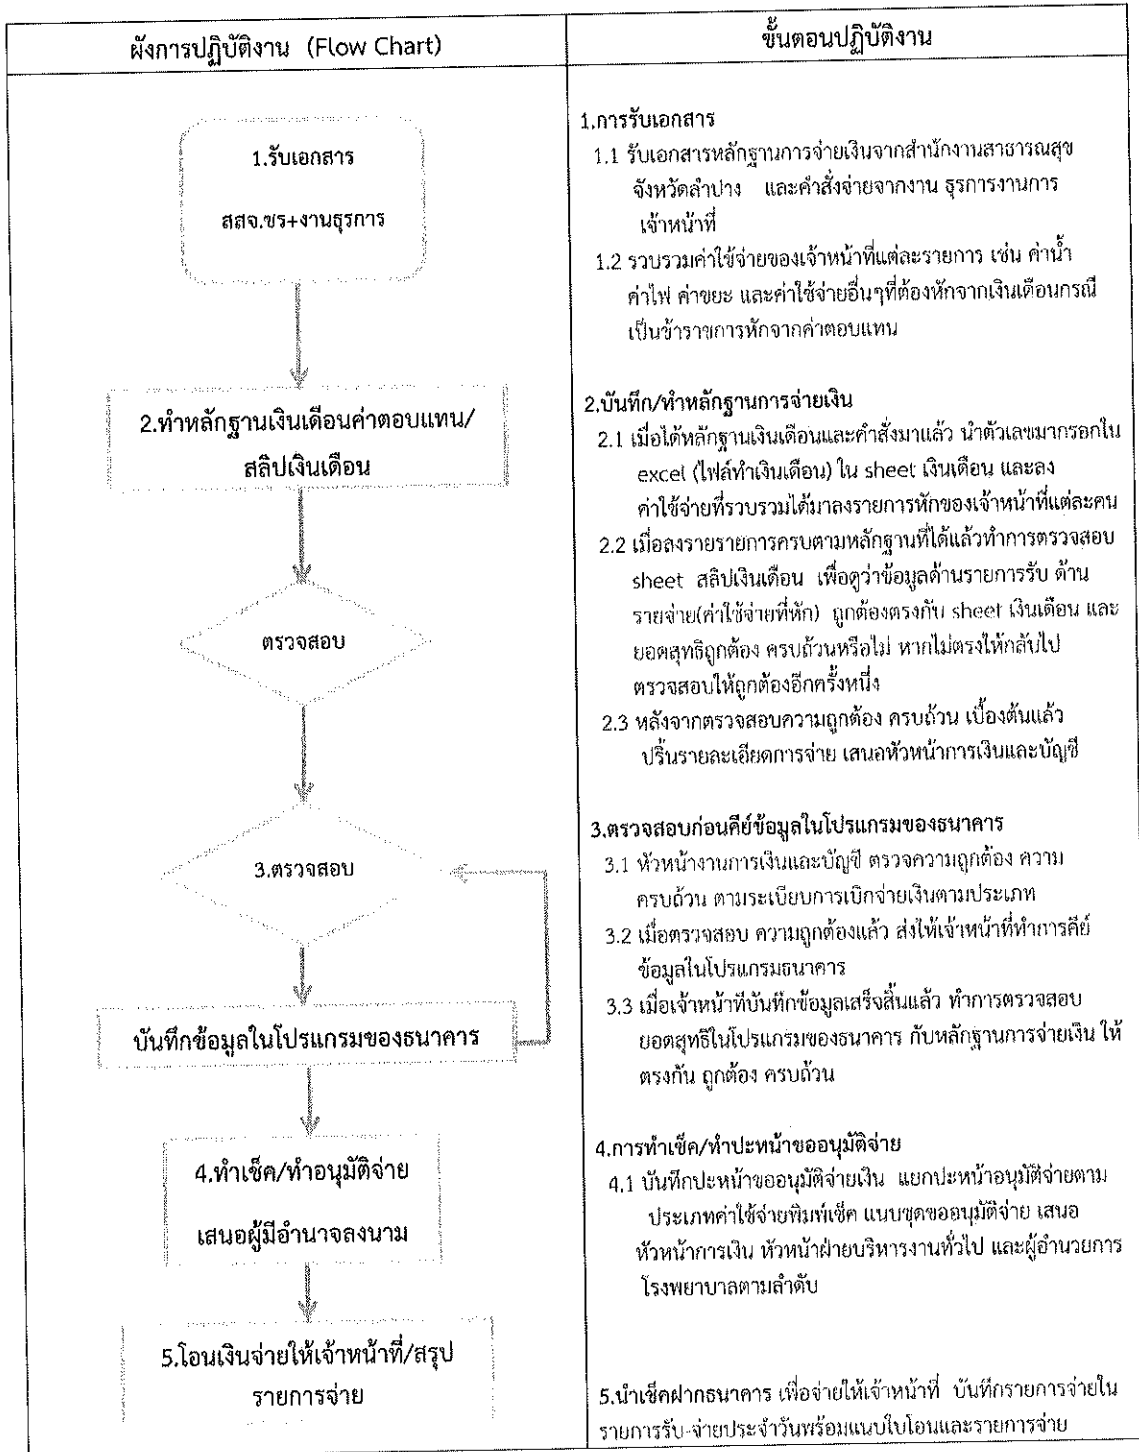 ผังการปฏิบัติงาน (Flow Chart)
ขั้นตอนปฏิบัติงาน
1.รับเอกสาร
สสจ.ชร+งานธุรการ
2.ทำหลักฐานเงินเดือนค่าตอบแทน/
สลิปเงินเดือน
ตรวจสอบ
3.ตรวจสอบ
บันทึกข้อมูลในโปรแกรมของธนาคาร
4.ทำเช็ค/ทำอนุมัติจ่าย
เสนอผู้มีอำนาจลงนาม
5.โอนเงินจ่ายให้เจ้าหน้าที่/สรุป
รายการจ่าย
1.การรับเอกสาร
1.1 รับเอกสารหลักฐานการจ่ายเงินจากสำนักงานสาธารณสุข
จังหวัดลำปาง และคำสั่งจ่ายจากงาน ธุรการงานการ
เจ้าหน้าที่
1.2 รวบรวมค่าใช้จ่ายของเจ้าหน้าที่แต่ละรายการ เช่น ค่าน้ำ
ค่าไฟ ค่าขยะ และค่าใช้จ่ายอื่นๆที่ต้องหักจากเงินเดือนกรณี
เป็นข้าราชการหักจากค่าตอบแทน
2.บันทึก/ทำหลักฐานการจ่ายเงิน
2.1 เมื่อได้หลักฐานเงินเดือนและคำสั่งมาแล้ว นำตัวเลขมากรอกใน
excel (ไฟล์ทำเงินเดือน) ใน sheet เงินเดือน และลง
ค่าใช้จ่ายที่รวบรวมได้มาลงรายการหักของเจ้าหน้าที่แต่ละคน
2.2 เมื่อลงรายรายการครบตามหลักฐานที่ได้แล้วทำการตรวจสอบ
sheet สลิปเงินเดือน เพื่อดูว่าข้อมูลด้านรายการรับ ด้าน
รายจ่าย(ค่าใช้จ่ายที่หัก) ถูกต้องตรงกับ sheet เงินเดือน และ
ยอดสุทธิถูกต้อง ครบถ้วนหรือไม่ หากไม่ตรงให้กลับไป
ตรวจสอบให้ถูกต้องอีกครั้งหนึ่ง
2.3 หลังจากตรวจสอบความถูกต้อง ครบถ้วน เบื้องต้นแล้ว
ปริ้นรายละเอียดการจ่าย เสนอหัวหน้าการเงินและบัญชี
3.ตรวจสอบก่อนคีย์ข้อมูลในโปรแกรมของธนาคาร
3.1 หัวหน้างานการเงินและบัญชี ตรวจความถูกต้อง ความ
ครบถ้วน ตามระเบียบการเบิกจ่ายเงินตามประเภท
3.2 เมื่อตรวจสอบ ความถูกต้องแล้ว ส่งให้เจ้าหน้าที่ทำการคีย์
ข้อมูลในโปรแกรมธนาคาร
3.3 เมื่อเจ้าหน้าที่บันทึกข้อมูลเสร็จสิ้นแล้ว ทำการตรวจสอบ
ยอดสุทธิในโปรแกรมของธนาคาร กับหลักฐานการจ่ายเงิน ให้
ตรงกัน ถูกต้อง ครบถ้วน
4.การทำเช็ค/ทำปะหน้าขออนุมัติจ่าย
4.1 บันทึกปะหน้าขออนุมัติจ่ายเงิน แยกปะหน้าอนุมัติจ่ายตาม
ประเภทค่าใช้จ่ายพิมพ์เช็ค แนบชุดขออนุมัติจ่าย เสนอ
หัวหน้าการเงิน หัวหน้าฝ่ายบริหารงานทั่วไป และผู้อำนวยการ
โรงพยาบาลตามลำดับ
5.นำเช็คฝากธนาคาร เพื่อจ่ายให้เจ้าหน้าที่ บันทึกรายการจ่ายใน
รายการรับ-จ่ายประจำวันพร้อมแนบใบโอนและรายการจ่าย